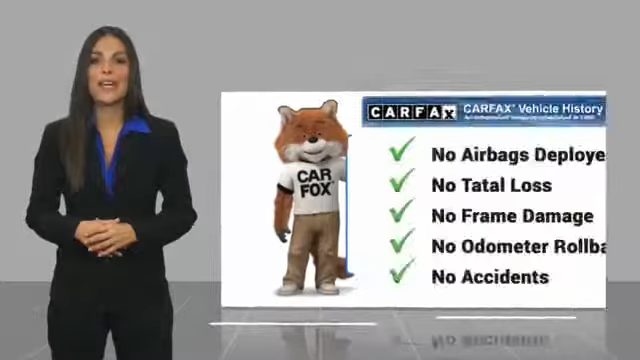 CARFAX CARFAX Vehicle History
CAR
FOX
No Airbags Deploye
No Tatal Loss
No Frame Damage
No Odometer Rollba
No Accidents